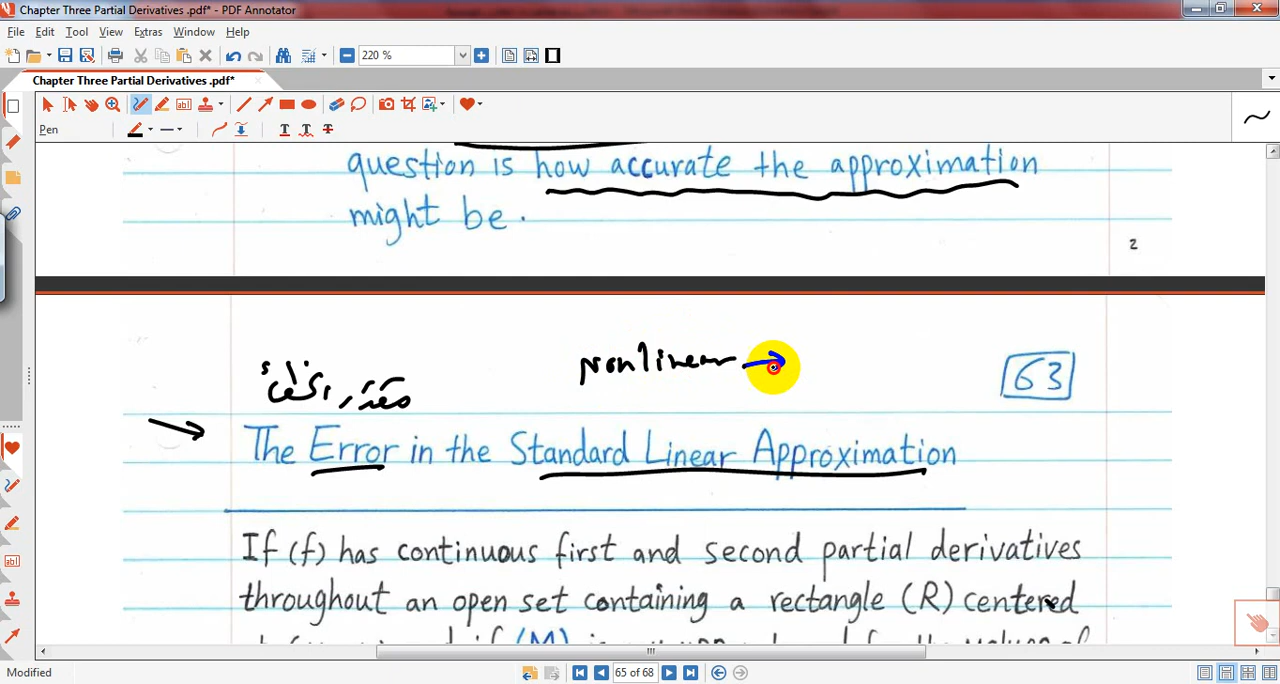 Chapter Three Partial Derivatives .pdf* - PDF Annotator
File Edit Tool View Extras Window Help
220 %
Chapter Three Partial Derivatives .pdf*
Pen
question is how accurate the approximation
might be.
2
nonlinear
63
The Error in the Standard Linear Approximation
If (f) has continuous first and second partial derivatives
throughout an open set containing a rectangle (R) centered
Modified
65 of 68